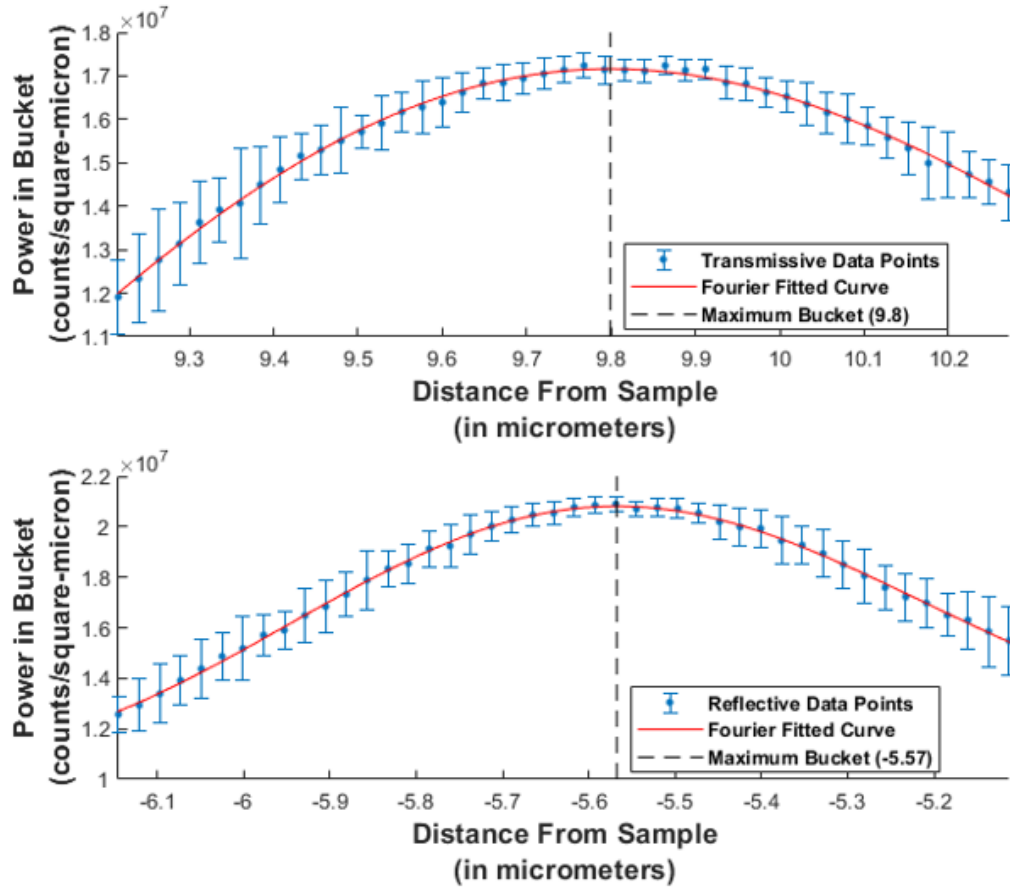 ×10⁷
1.8
1.7
1.6
1.5
1.4
1.3
1.2
1.1
Power in Bucket
(counts/square-micron)
Transmissive Data Points
Fourier Fitted Curve
Maximum Bucket (9.8)
9.3 9.4 9.5 9.6 9.7 9.8 9.9 10 10.1 10.2
Distance From Sample
(in micrometers)
×10⁷
2.2
2
1.8
1.6
1.4
1.2
1
Power in Bucket
(counts/square-micron)
Reflective Data Points
Fourier Fitted Curve
Maximum Bucket (-5.57)
-6.1 -6 -5.9 -5.8 -5.7 -5.6 -5.5 -5.4 -5.3 -5.2
Distance From Sample
(in micrometers)